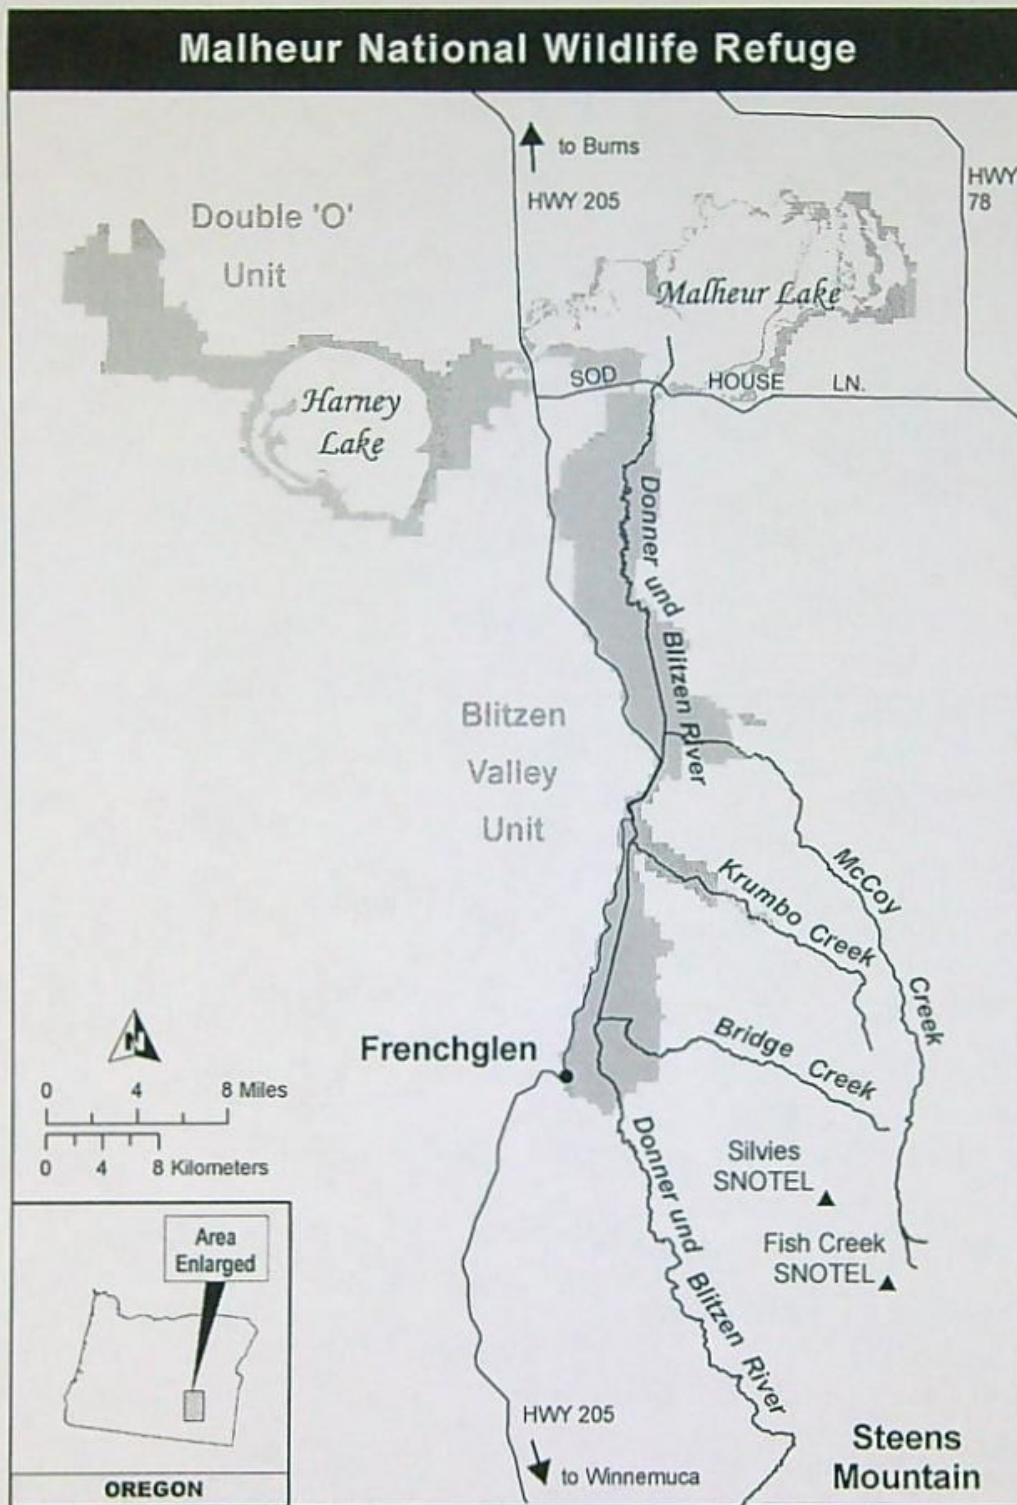 Malheur National Wildlife Refuge
to Burns
HWY 205
HWY
78
Double 'O'
Unit
Malheur Lake
SOD HOUSE LN.
Harney
Lake
Donner und Blitzen River
Blitzen
Valley
Unit
McCoy Creek
Krumbo Creek
Bridge Creek
Frenchglen
N
0 4 8 Miles
0 4 8 Kilometers
Donner und Blitzen River
Silvies
SNOTEL
Fish Creek
SNOTEL
Area
Enlarged
OREGON
HWY 205
to Winnemuca
Steens
Mountain